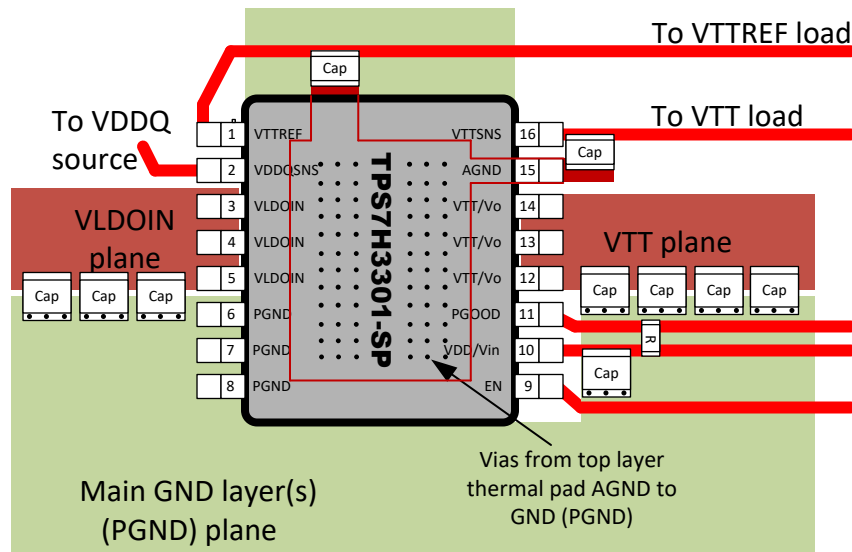 To VTTREF load
Cap
To VDDQ
source
To VTT load
1 VTTREF
VTTSNS 16
Cap
2 VDDQSNS
AGND 15
3 VLDOIN
VTT/Vo 14
4 VLDOIN
VTT/Vo 13
5 VLDOIN
VTT/Vo 12
6 PGND
PGOOD 11
7 PGND
VDD/Vin 10
8 PGND
EN 9
TPS7H3301-SP
VLDOIN
plane
VTT plane
Cap Cap Cap
Cap Cap Cap Cap
R
Cap
Vias from top layer
thermal pad AGND to
GND (PGND)
Main GND layer(s)
(PGND) plane